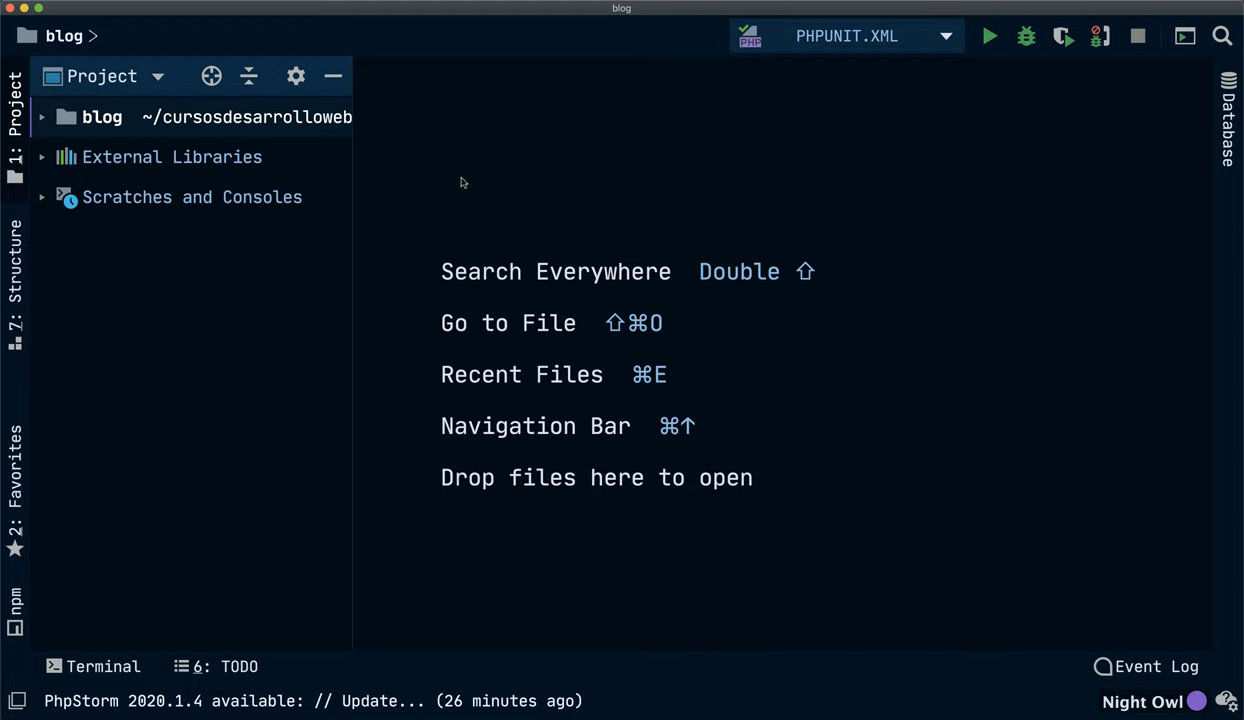 blog
blog
PHPUNIT.XML
Project
blog ~/cursosdesarrolloweb
External Libraries
Scratches and Consoles
1: Project
7: Structure
2: Favorites
npm
Database
Search Everywhere Double ⇧
Go to File ⇧⌘O
Recent Files ⌘E
Navigation Bar ⌘↑
Drop files here to open
Terminal
6: TODO
Event Log
PhpStorm 2020.1.4 available: // Update... (26 minutes ago)
Night Owl